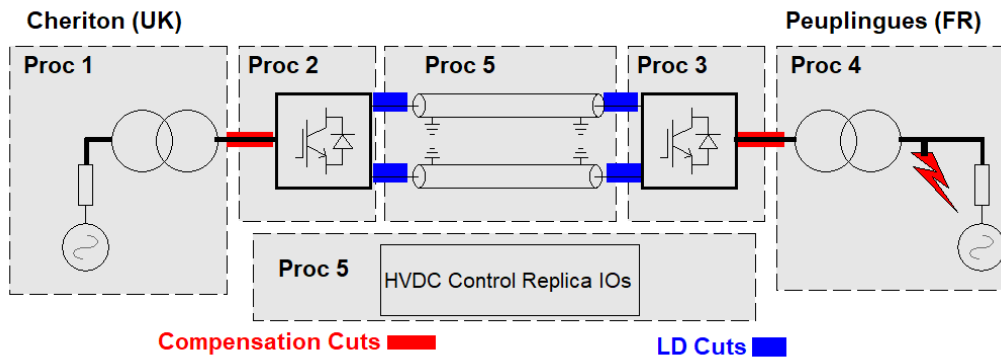 Cheriton (UK)
Peuplingues (FR)
Proc 1
Proc 2
Proc 5
Proc 3
Proc 4
Proc 5
HVDC Control Replica IOs
Compensation Cuts
LD Cuts